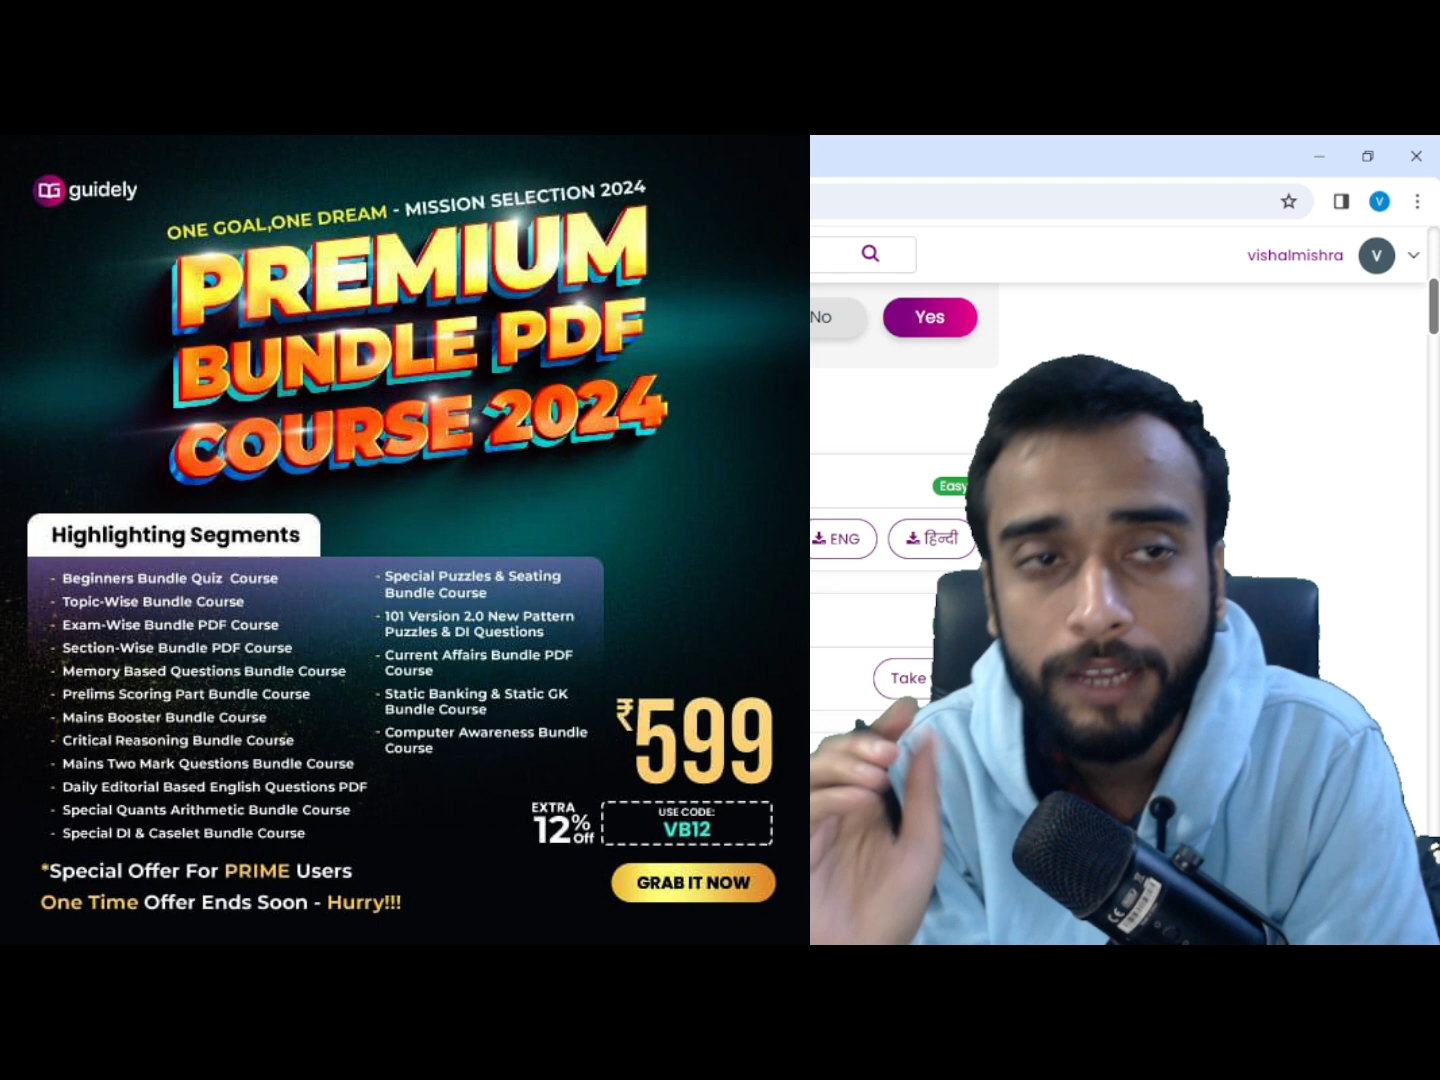 guidely
ONE GOAL,ONE DREAM - MISSION SELECTION 2024
PREMIUM
BUNDLE PDF
COURSE 2024
Highlighting Segments
- Beginners Bundle Quiz Course
- Topic-Wise Bundle Course
- Exam-Wise Bundle PDF Course
- Section-Wise Bundle PDF Course
- Memory Based Questions Bundle Course
- Prelims Scoring Part Bundle Course
- Mains Booster Bundle Course
- Critical Reasoning Bundle Course
- Mains Two Mark Questions Bundle Course
- Daily Editorial Based English Questions PDF
- Special Quants Arithmetic Bundle Course
- Special DI & Caselet Bundle Course
- Special Puzzles & Seating
Bundle Course
- 101 Version 2.0 New Pattern
Puzzles & DI Questions
- Current Affairs Bundle PDF
Course
- Static Banking & Static GK
Bundle Course
- Computer Awareness Bundle
Course
₹599
EXTRA
12% Off
USE CODE:
VB12
*Special Offer For PRIME Users
One Time Offer Ends Soon - Hurry!!!
GRAB IT NOW
V
vishalmishra
V
No
Yes
Easy
ENG
हिन्दी
Take
CE